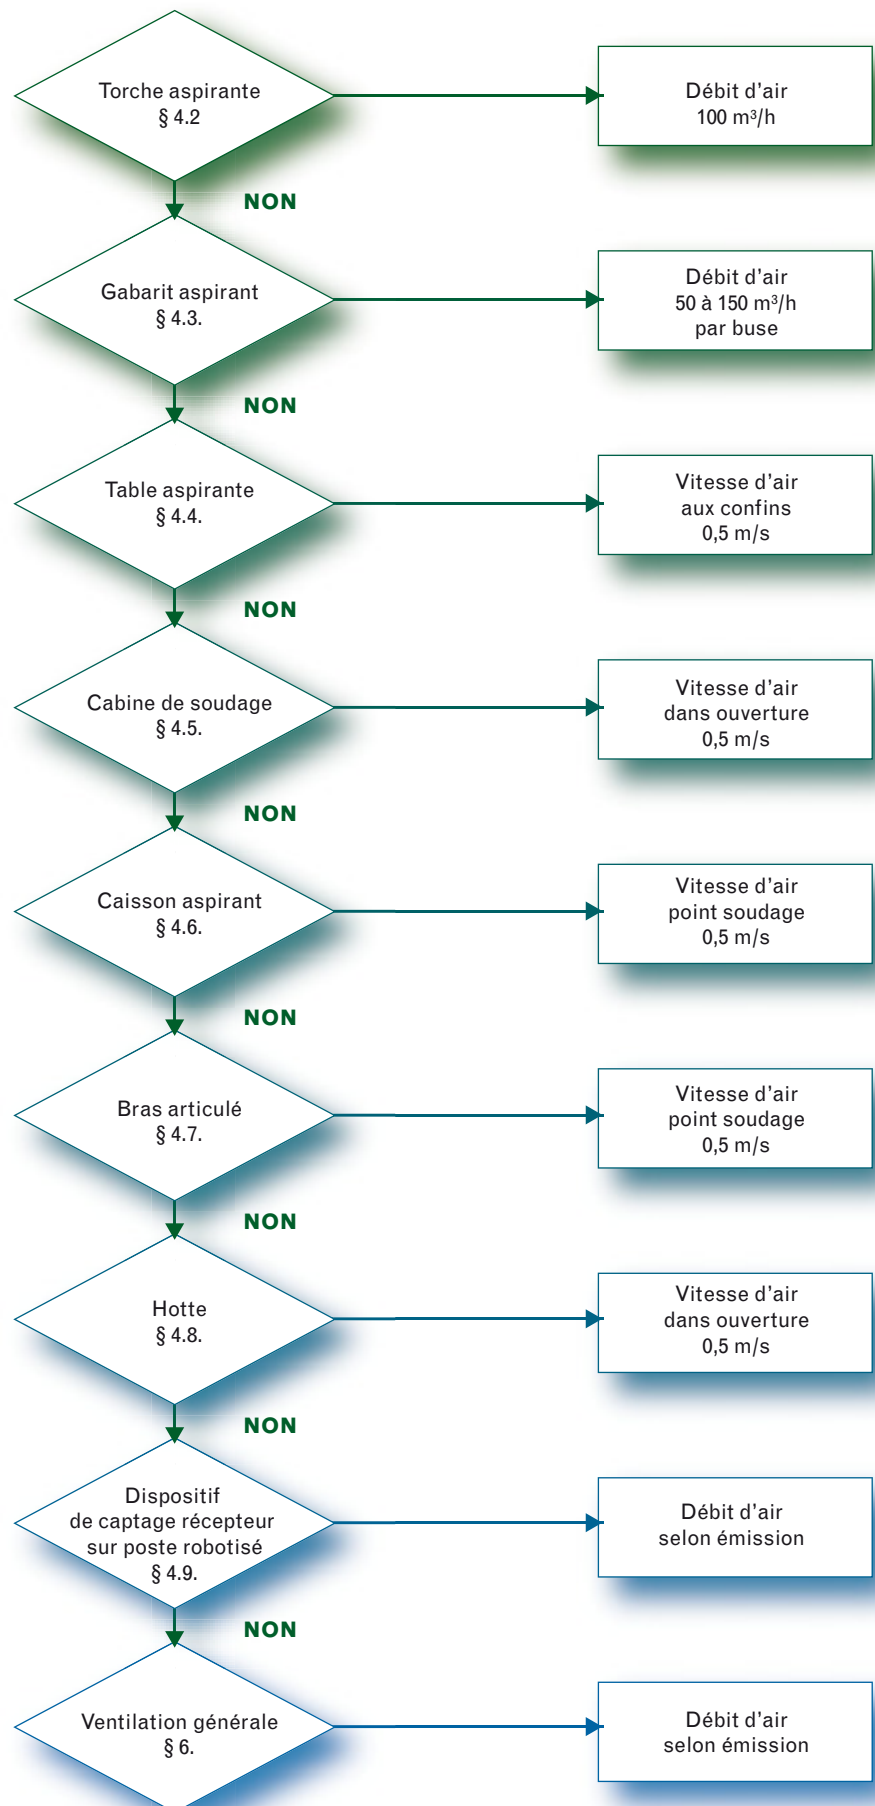 Torche aspirante
§ 4.2
Débit d'air
100 m³/h
NON
Gabarit aspirant
§ 4.3.
Débit d'air
50 à 150 m³/h
par buse
NON
Table aspirante
§ 4.4.
Vitesse d'air
aux confins
0,5 m/s
NON
Cabine de soudage
§ 4.5.
Vitesse d'air
dans ouverture
0,5 m/s
NON
Caisson aspirant
§ 4.6.
Vitesse d'air
point soudage
0,5 m/s
NON
Bras articulé
§ 4.7.
Vitesse d'air
point soudage
0,5 m/s
NON
Hotte
§ 4.8.
Vitesse d'air
dans ouverture
0,5 m/s
NON
Dispositif
de captage récepteur
sur poste robotisé
§ 4.9.
Débit d'air
selon émission
NON
Ventilation générale
§ 6.
Débit d'air
selon émission